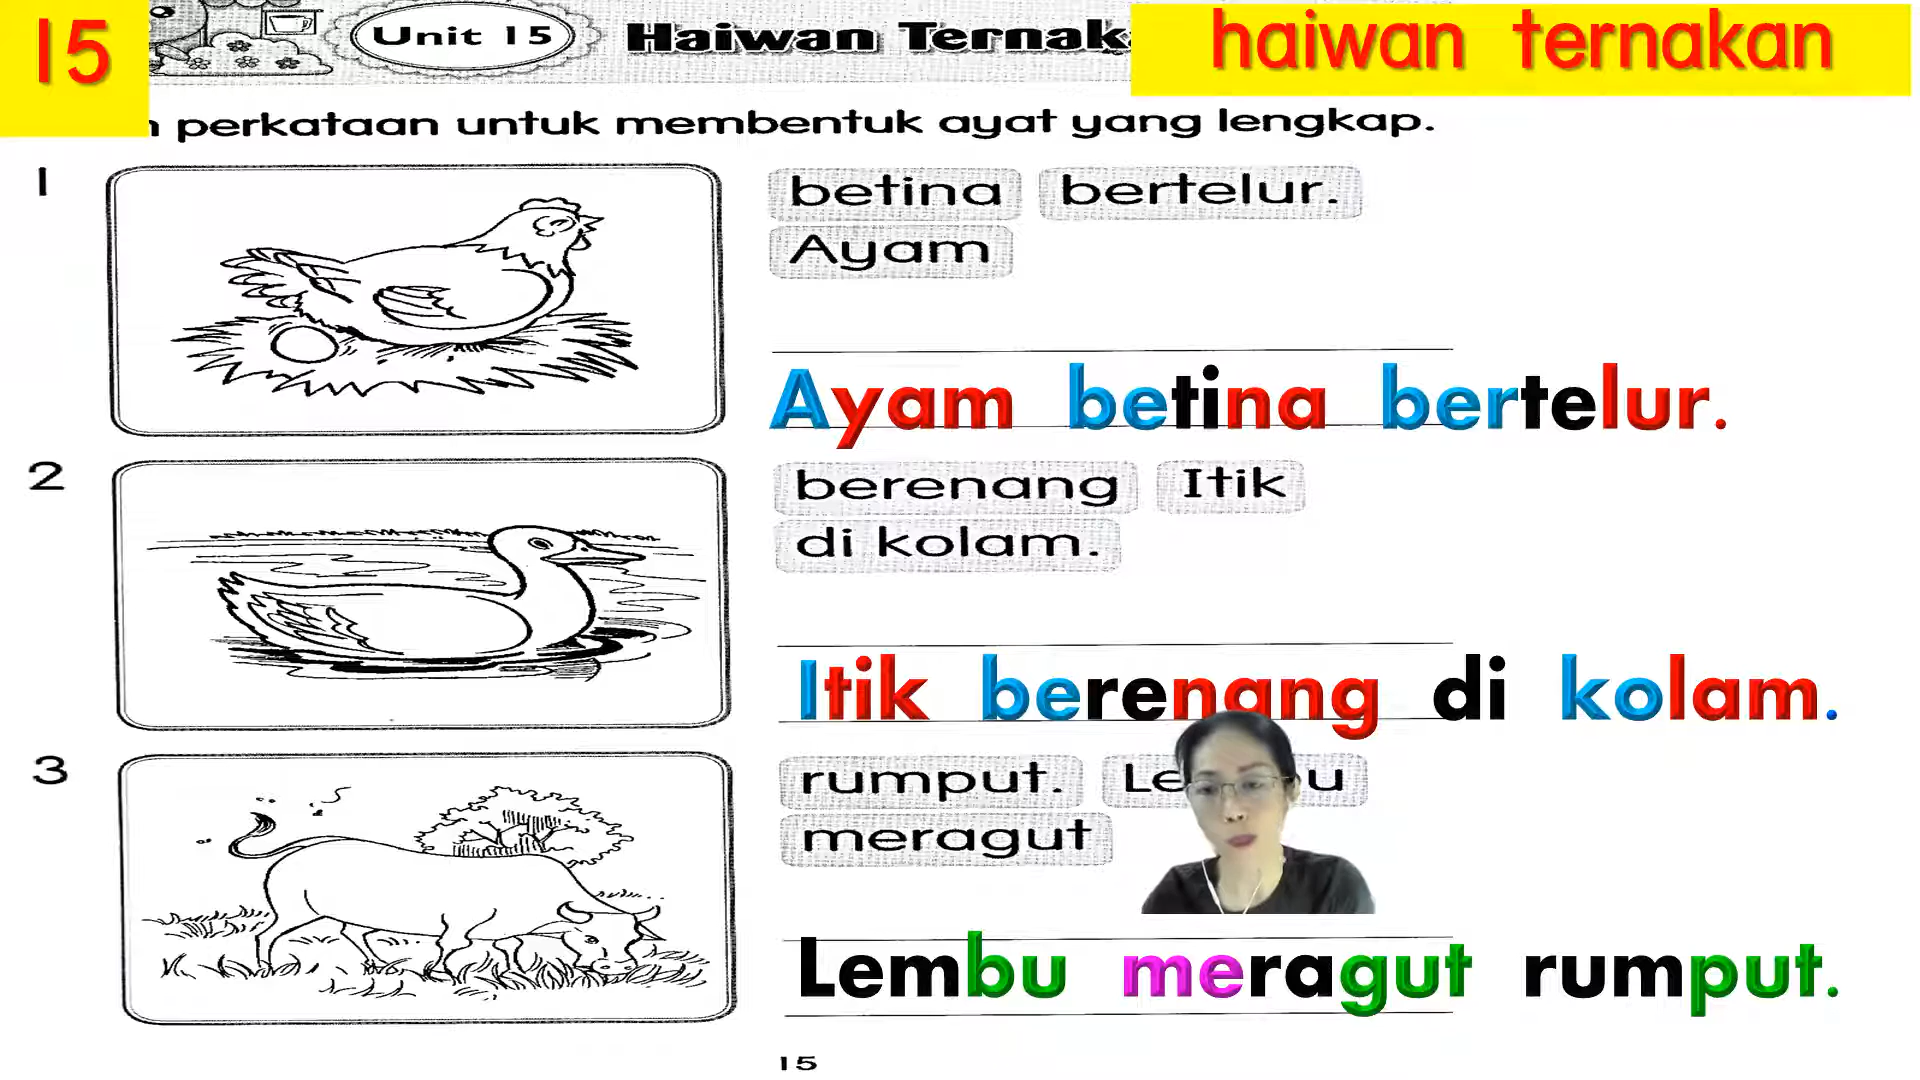 15
Unit 15
Haiwan
haiwan ternakan
perkataan untuk membentuk ayat yang lengkap.
1
betina bertelur.
Ayam
Ayam betina bertelur.
2
berenang Itik
di kolam.
Itik berenang di kolam.
3
rumput.
meragut
Lembu meragut rumput.
15